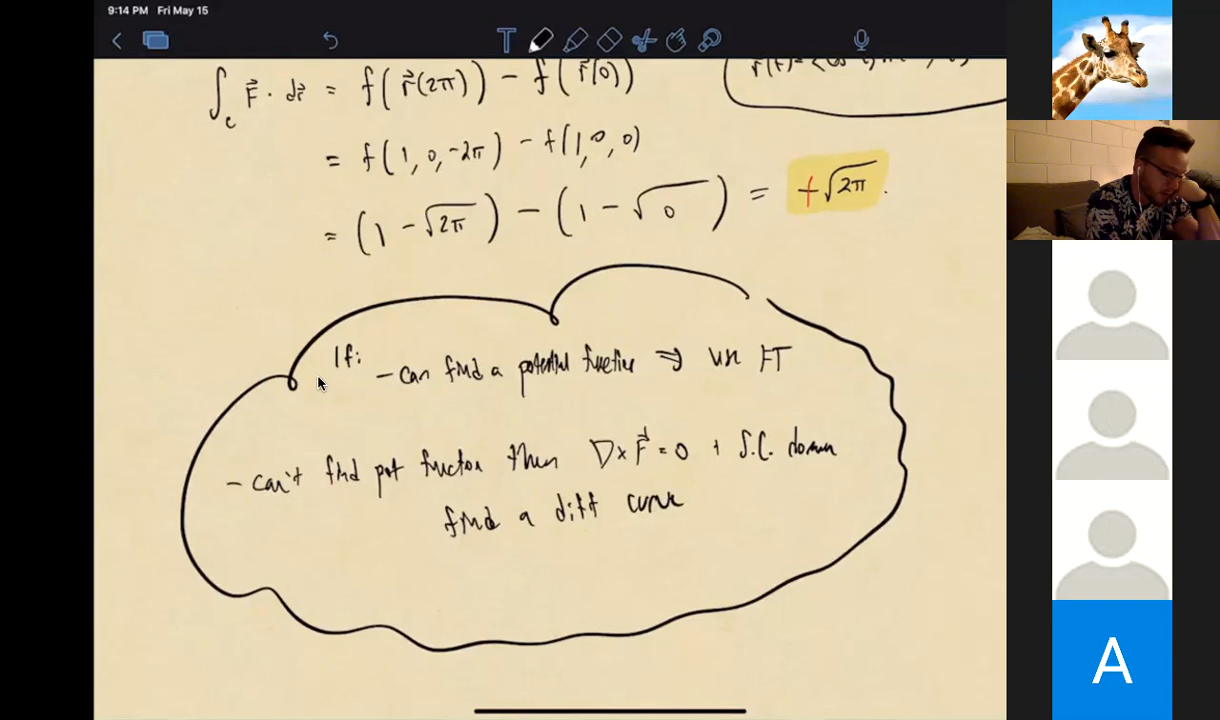 9:14 PM Fri May 15
∫_c F⃗ · dr⃗ = f(r⃗(2π)) - f(r⃗(0))
= f(1, 0, -2π) - f(1, 0, 0)
= (1 - √2π) - (1 - √0) = +√2π.
If:
- can find a potential function ⇒ use FT
- can't find pot function then ∇×F⃗ = 0 + S.C. domain
find a diff curve
A